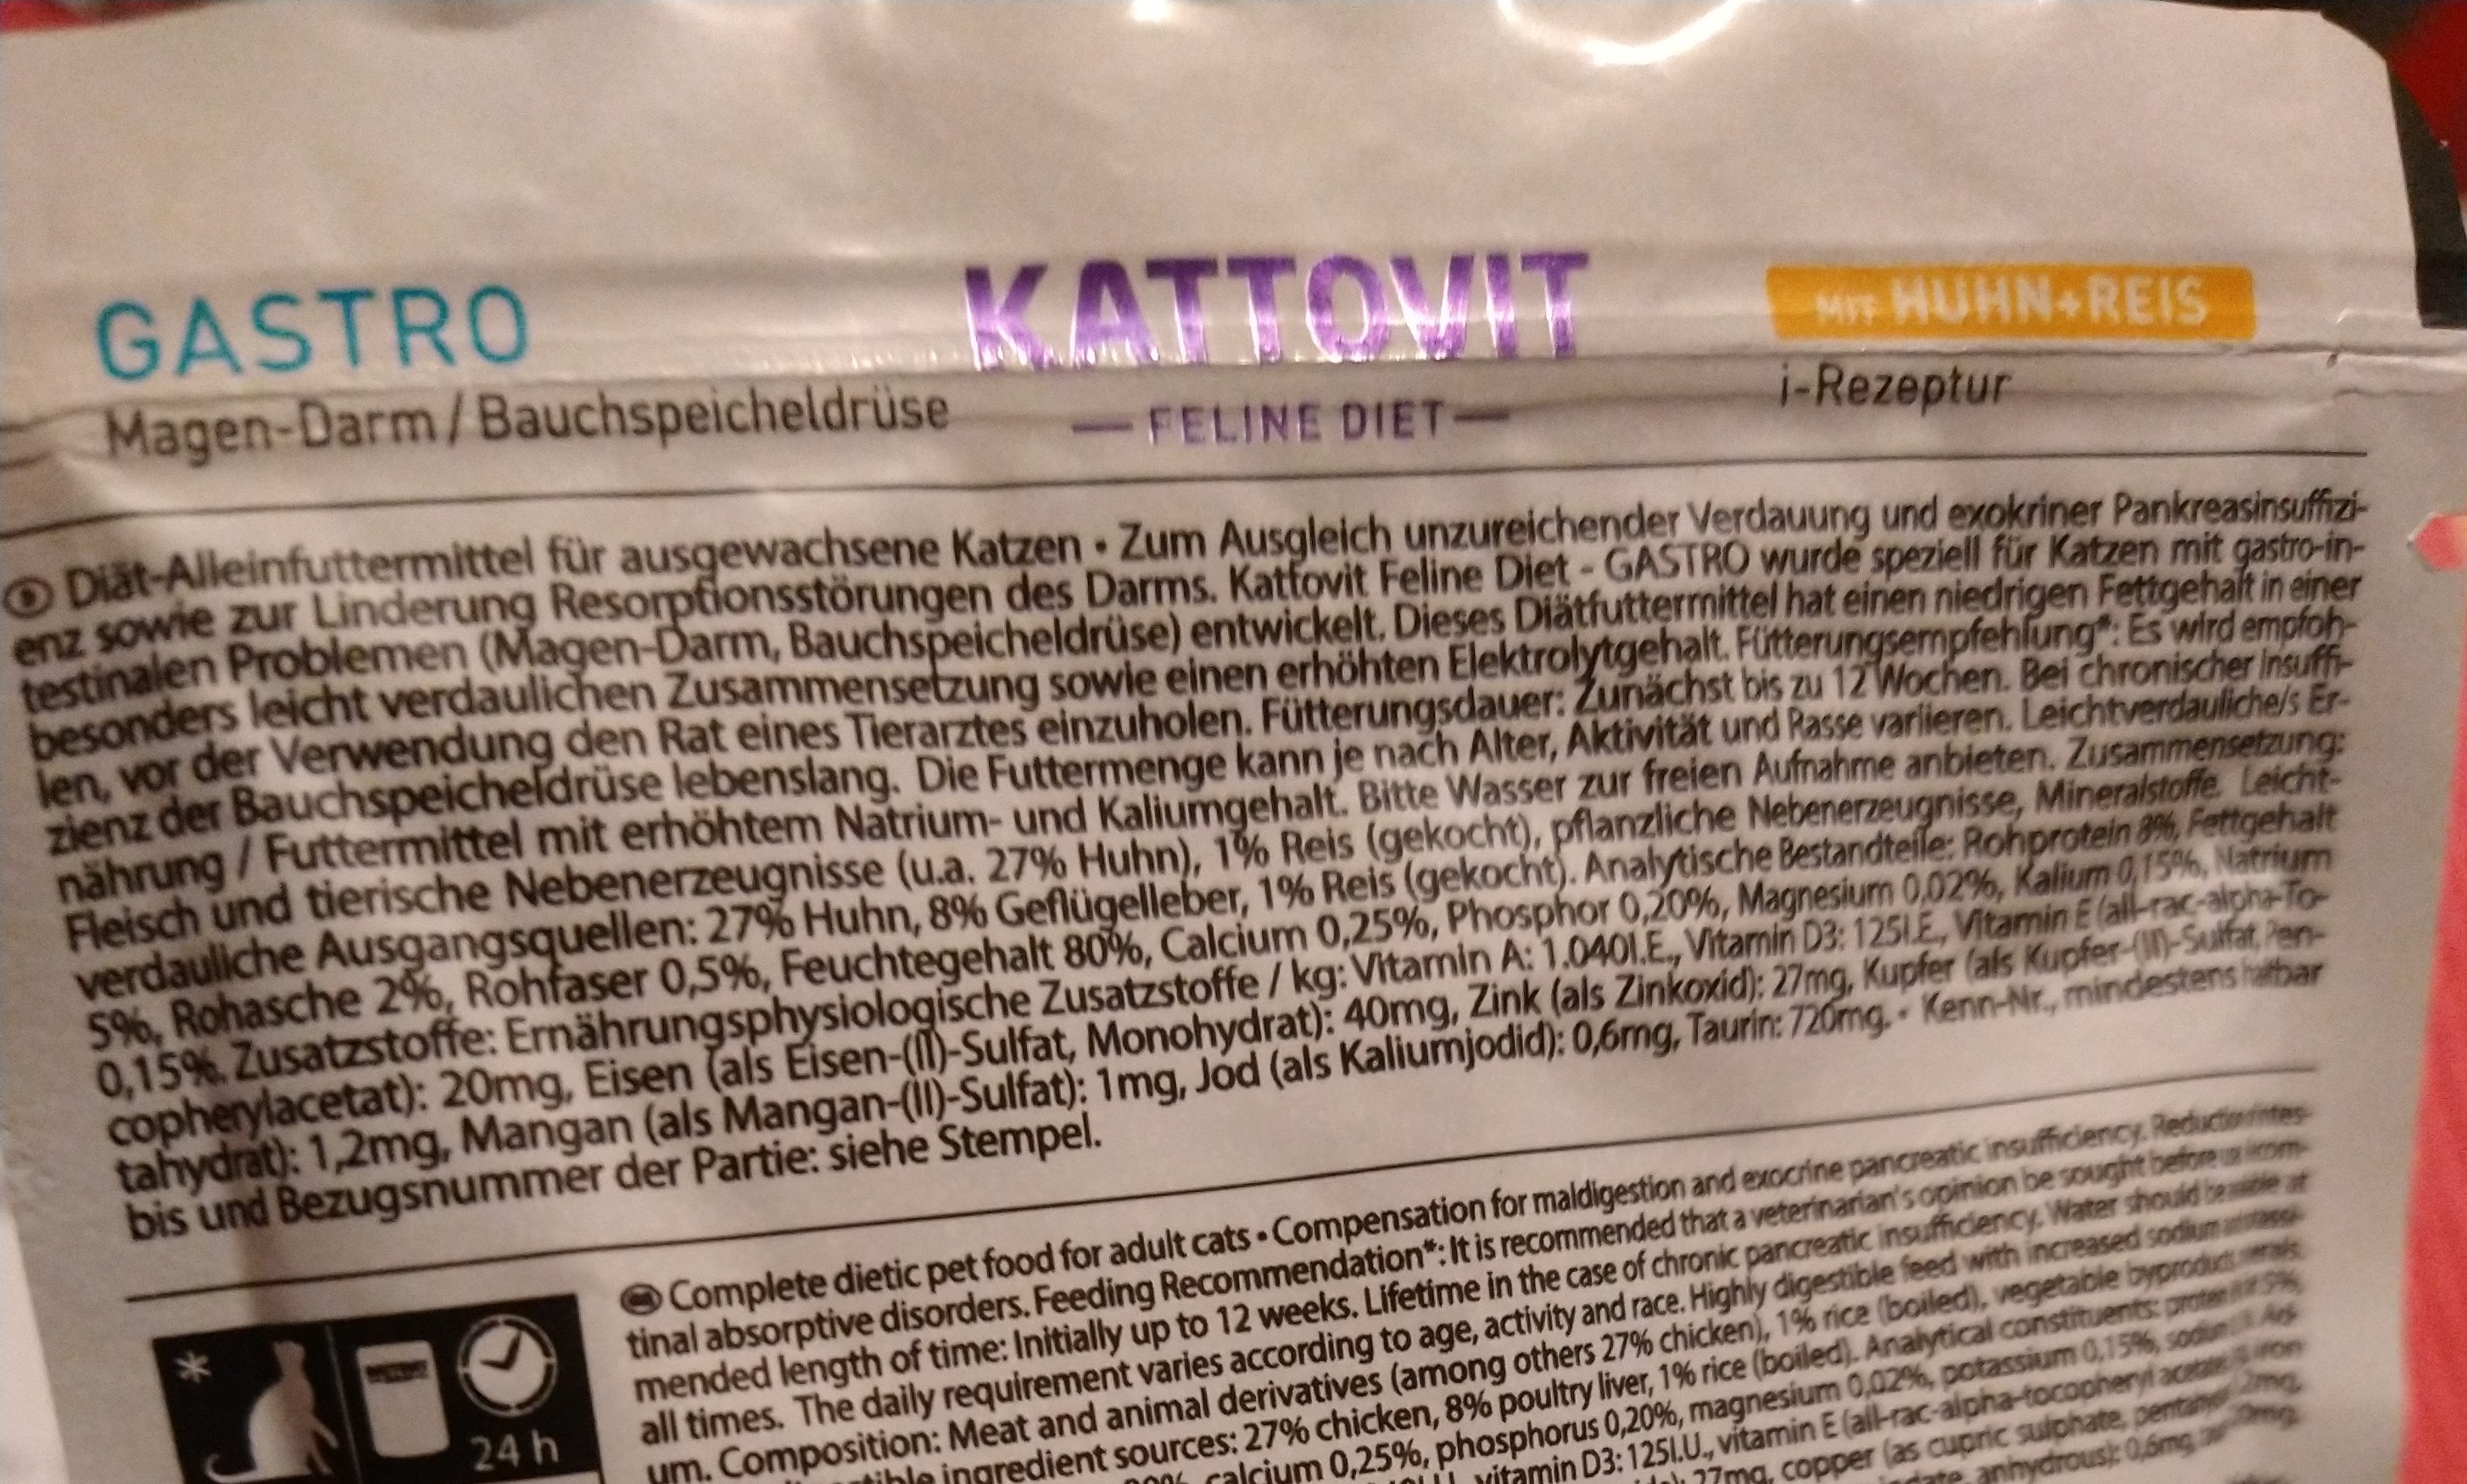 GASTRO
KATTOVIT
MIT HUHN+REIS
Magen-Darm / Bauchspeicheldrüse
— FELINE DIET —
i-Rezeptur
Diät-Alleinfuttermittel für ausgewachsene Katzen • Zum Ausgleich unzureichender Verdauung und exokriner Pankreasinsuffizi-
enz sowie zur Linderung Resorptionsstörungen des Darms. Kattovit Feline Diet - GASTRO wurde speziell für Katzen mit gastro-in-
testinalen Problemen (Magen-Darm, Bauchspeicheldrüse) entwickelt. Dieses Diätfuttermittel hat einen niedrigen Fettgehalt in einer
besonders leicht verdaulichen Zusammensetzung sowie einen erhöhten Elektrolytgehalt. Fütterungsempfehlung*: Es wird empfoh-
len, vor der Verwendung den Rat eines Tierarztes einzuholen. Fütterungsdauer: Zunächst bis zu 12 Wochen. Bei chronischer Insuffi-
zienz der Bauchspeicheldrüse lebenslang. Die Futtermenge kann je nach Alter, Aktivität und Rasse variieren. Leichtverdauliche/s Er-
nährung / Futtermittel mit erhöhtem Natrium- und Kaliumgehalt. Bitte Wasser zur freien Aufnahme anbieten. Zusammensetzung:
Fleisch und tierische Nebenerzeugnisse (u.a. 27% Huhn), 1% Reis (gekocht), pflanzliche Nebenerzeugnisse, Mineralstoffe. Leicht-
verdauliche Ausgangsquellen: 27% Huhn, 8% Geflügelleber, 1% Reis (gekocht). Analytische Bestandteile: Rohprotein 8%, Fettgehalt
5%, Rohasche 2%, Rohfaser 0,5%, Feuchtegehalt 80%, Calcium 0,25%, Phosphor 0,20%, Magnesium 0,02%, Kalium 0,15%, Natrium
0,15%. Zusatzstoffe: Ernährungsphysiologische Zusatzstoffe / kg: Vitamin A: 1.040I.E., Vitamin D3: 125I.E., Vitamin E (all-rac-alpha-To-
copherylacetat): 20mg, Eisen (als Eisen-(II)-Sulfat, Monohydrat): 40mg, Zink (als Zinkoxid): 27mg, Kupfer (als Kupfer-(II)-Sulfat, Pen-
tahydrat): 1,2mg, Mangan (als Mangan-(II)-Sulfat): 1mg, Jod (als Kaliumjodid): 0,6mg, Taurin: 720mg. • Kenn-Nr., mindestens haltbar
bis und Bezugsnummer der Partie: siehe Stempel.
Complete dietic pet food for adult cats • Compensation for maldigestion and exocrine pancreatic insufficiency. Reduction
tinal absorptive disorders. Feeding Recommendation*: It is recommended that a veterinarian's opinion be sought before
mended length of time: Initially up to 12 weeks. Lifetime in the case of chronic pancreatic insufficiency. Water should be at
all times. The daily requirement varies according to age, activity and race. Highly digestible feed with increased sodium
um. Composition: Meat and animal derivatives (among others 27% chicken), 1% rice (boiled), vegetable byproducts
ingredient sources: 27% chicken, 8% poultry liver, 1% rice (boiled). Analytical constituents:
calcium 0,25%, phosphorus 0,20%, magnesium 0,02%, potassium 0,15%,
vitamin D3: 125I.U., vitamin E (all-rac-alpha-tocopheryl
27mg, copper (as cupric sulphate,
anhydrous): 0,6mg
*
24 h